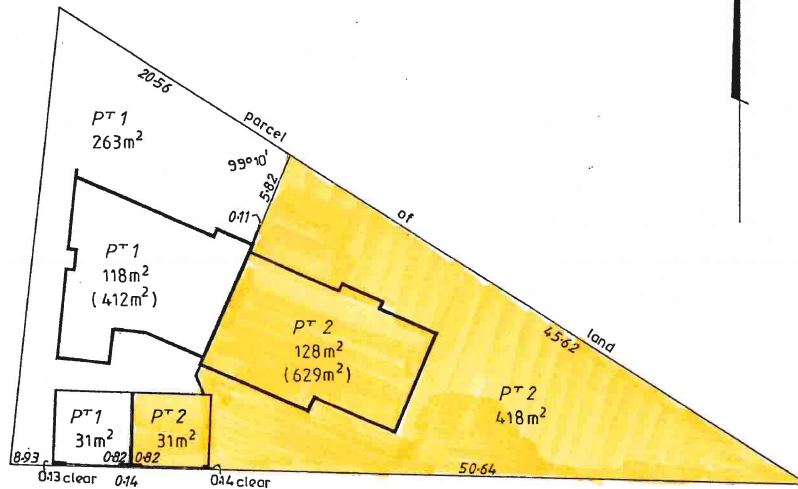 20·56
parcel
of
land
PT 1
263m²
99°10'
5·82
0·11
PT 1
118m²
(412m²)
PT 2
128m²
(629m²)
45·62
PT 2
418m²
PT 1
31m²
PT 2
31m²
8·93
0·82
0·82
50·64
0·13 clear
0·14
0·14 clear